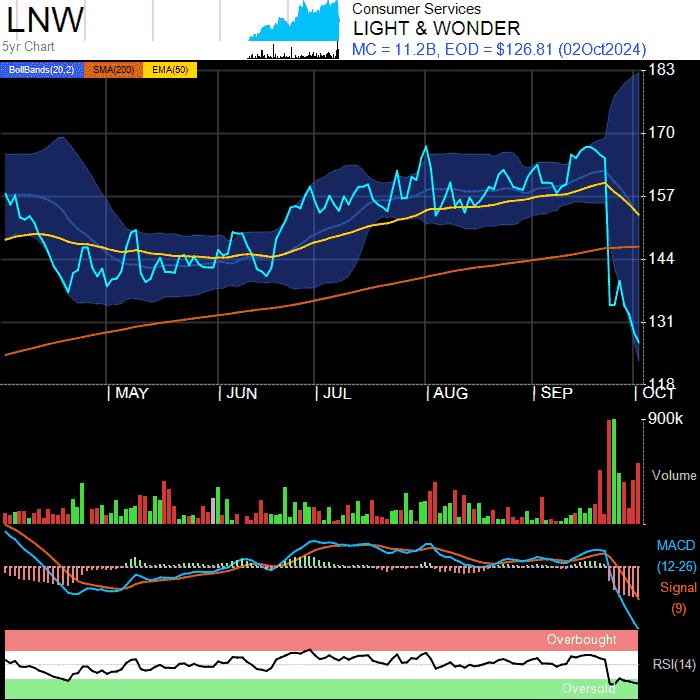 LNW
5yr Chart
Consumer Services
LIGHT & WONDER
MC = 11.2B, EOD = $126.81 (02Oct2024)
BollBands(20,2) SMA(200) EMA(50)
183
170
157
144
131
118
MAY JUN JUL AUG SEP OCT
900k
Volume
MACD
(12-26)
Signal
(9)
Overbought
RSI(14)
Oversold